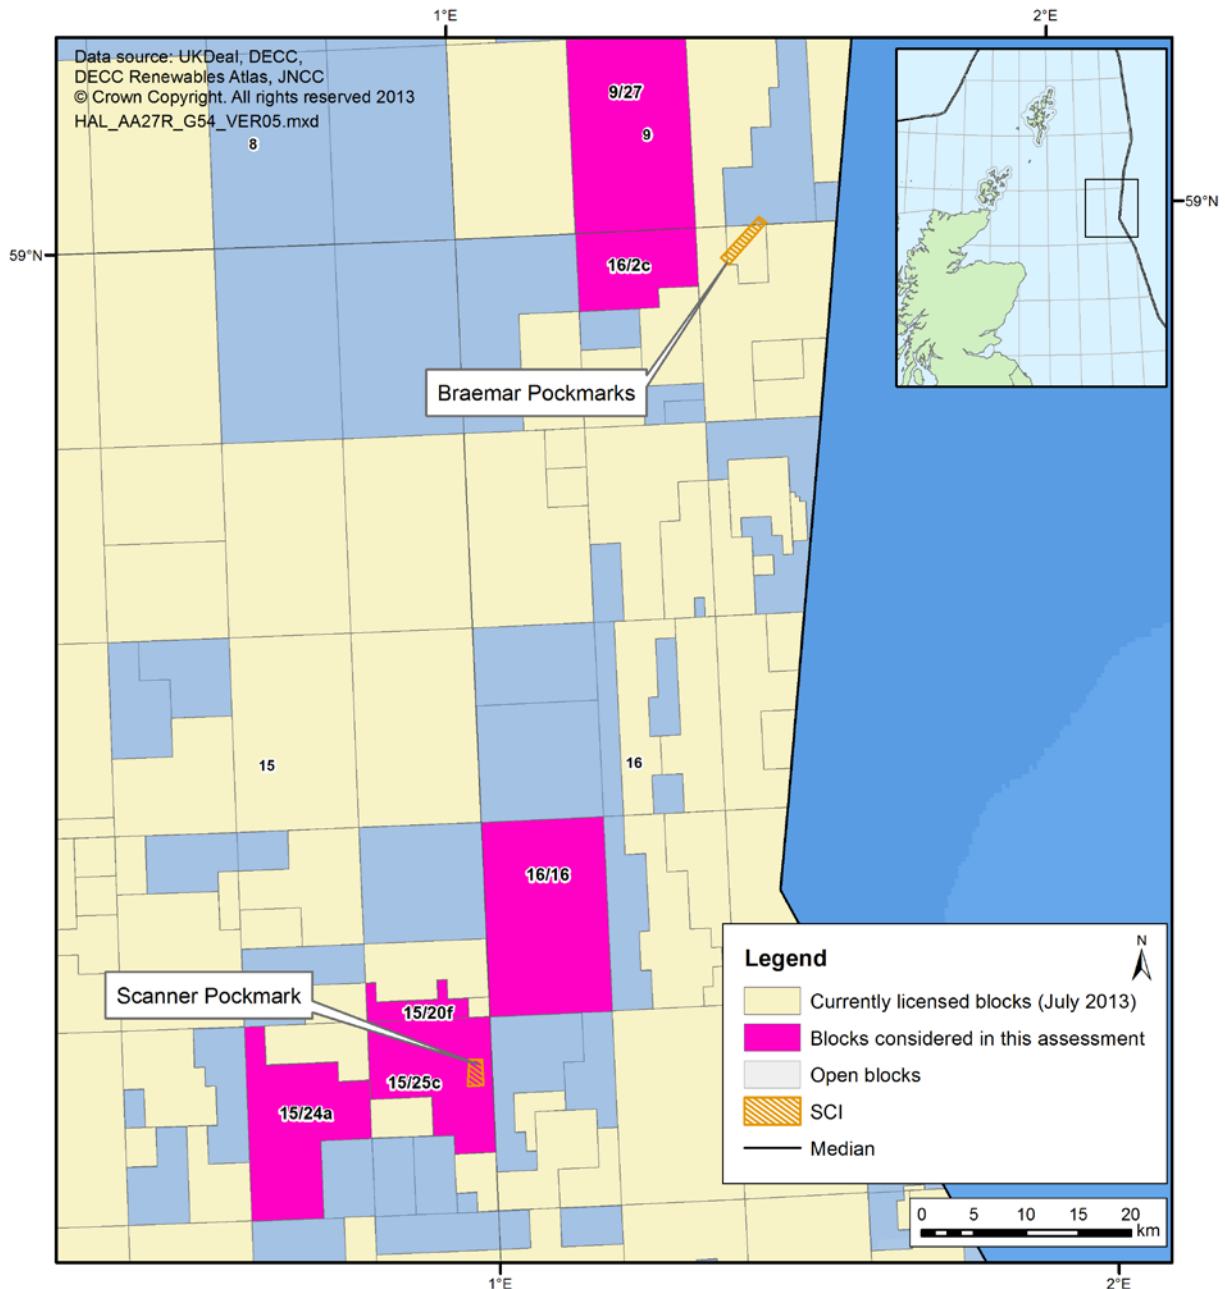 1°E
2°E
Data source: UKDeal, DECC,
DECC Renewables Atlas, JNCC
© Crown Copyright. All rights reserved 2013
HAL_AA27R_G54_VER05.mxd
8
9/27
9
59°N
59°N
16/2c
Braemar Pockmarks
15
16
16/16
Scanner Pockmark
15/20f
15/25c
15/24a
Legend
N
Currently licensed blocks (July 2013)
Blocks considered in this assessment
Open blocks
SCI
Median
0 5 10 15 20
km
1°E
2°E